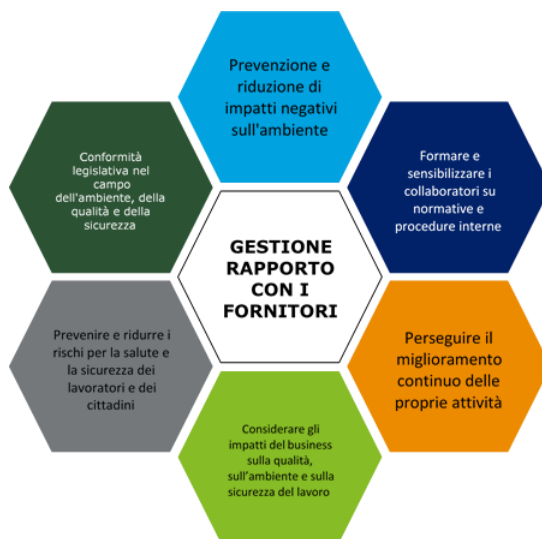 Prevenzione e
riduzione di
impatti negativi
sull'ambiente
Conformità
legislativa nel
campo
dell'ambiente, della
qualità e della
sicurezza
Formare e
sensibilizzare i
collaboratori su
normative e
procedure interne
GESTIONE
RAPPORTO
CON I
FORNITORI
Prevenire e ridurre i
rischi per la salute e
la sicurezza dei
lavoratori e dei
cittadini
Perseguire il
miglioramento
continuo delle
proprie attività
Considerare gli
impatti del business
sulla qualità,
sull'ambiente e sulla
sicurezza del lavoro